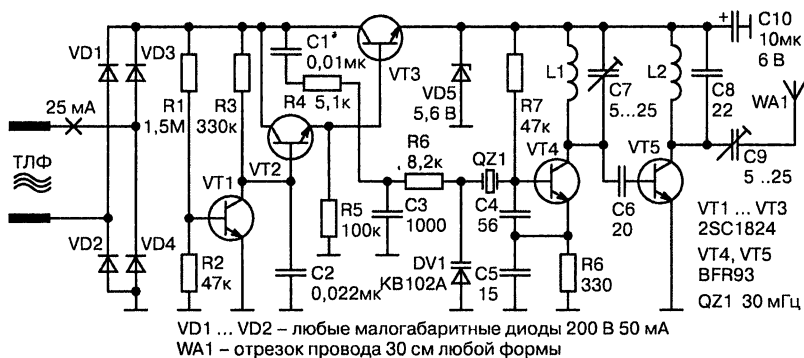 VD1
VD3
25 мА
ТЛФ
VD2
VD4
R1
1,5М
R3
330к
R2
47к
VT1
C1*
0,01мк
R4
5,1к
VT2
VT3
C2
0,022мк
R5
100к
C3
1000
R6
8,2к
VD5
5,6 В
DV1
КВ102А
QZ1
R7
47к
C4
56
C5
15
VT4
R6
330
L1
C7
5...25
C6
20
VT5
L2
C8
22
+
C10
10мк
6 В
WA1
C9
5 ..25
VT1 ... VT3
2SC1824
VT4, VT5
BFR93
QZ1 30 мГц
VD1 ... VD2 – любые малогабаритные диоды 200 В 50 мА
WA1 – отрезок провода 30 см любой формы